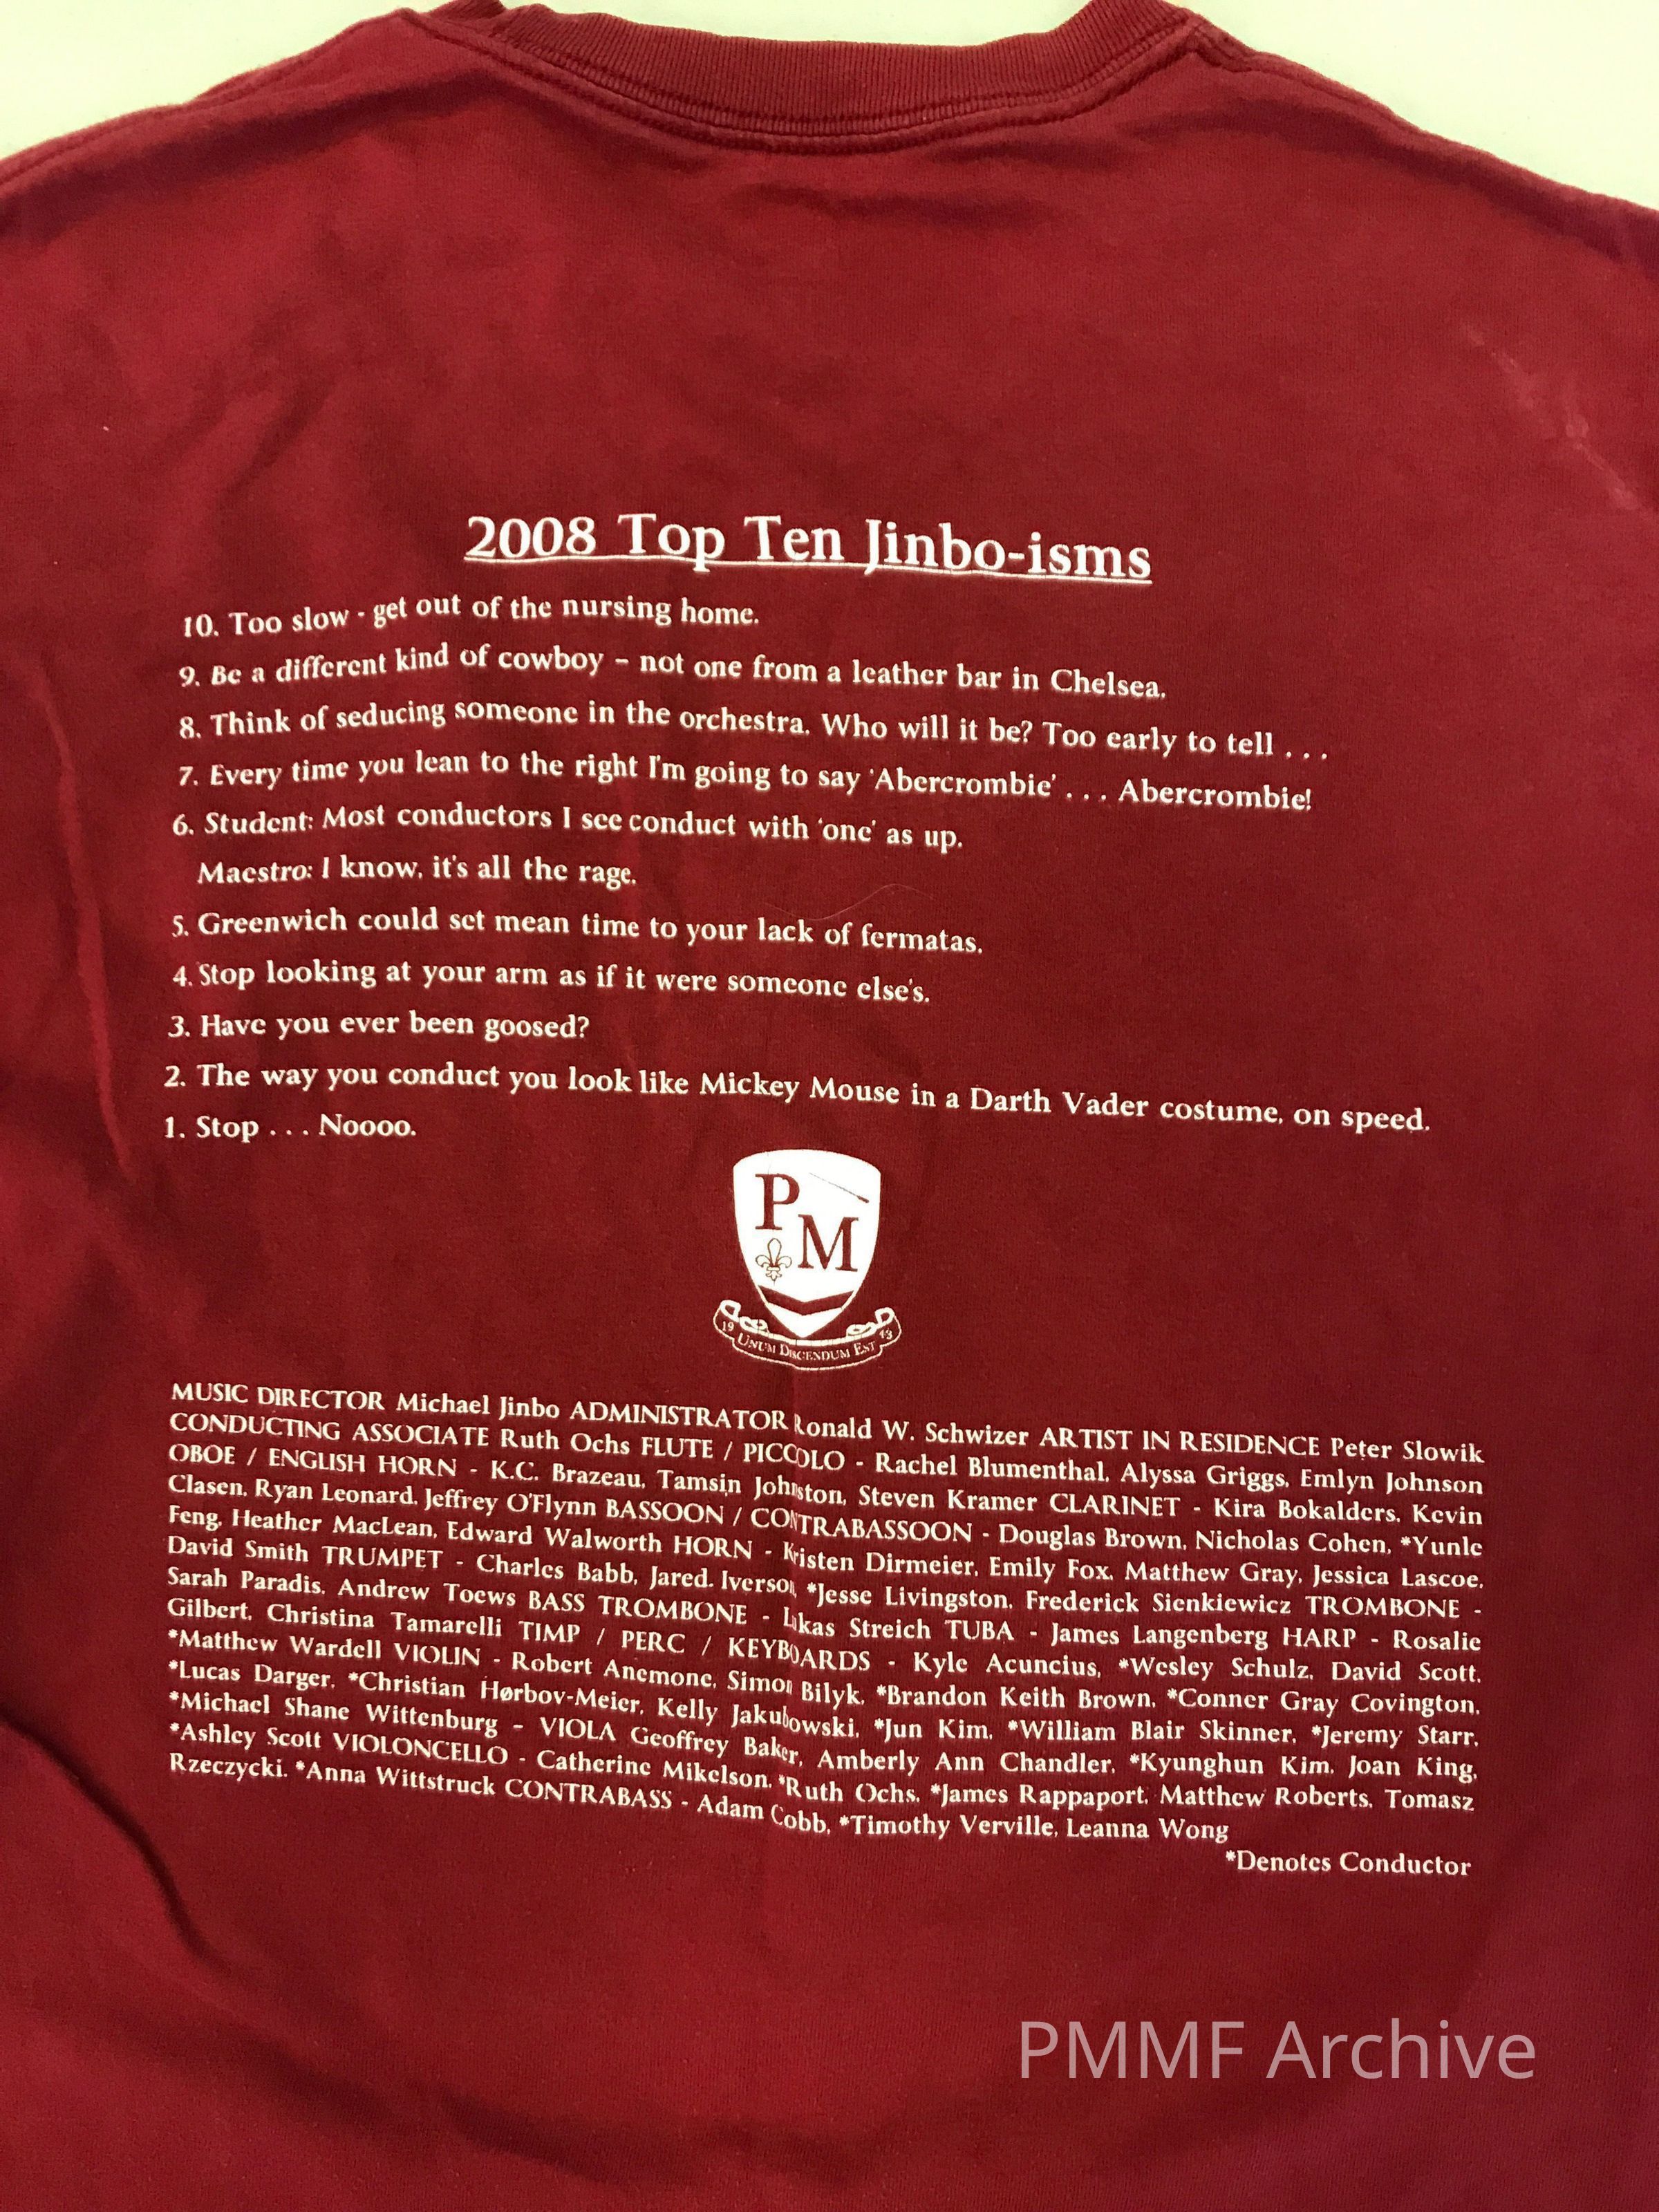 2008 Top Ten Jinbo-isms
10. Too slow - get out of the nursing home.
9. Be a different kind of cowboy – not one from a leather bar in Chelsea.
8. Think of seducing someone in the orchestra. Who will it be? Too early to tell . . .
7. Every time you lean to the right I'm going to say 'Abercrombie' . . . Abercrombie!
6. Student: Most conductors I see conduct with 'one' as up.
Maestro: I know, it's all the rage.
5. Greenwich could set mean time to your lack of fermatas.
4. Stop looking at your arm as if it were someone else's.
3. Have you ever been goosed?
2. The way you conduct you look like Mickey Mouse in a Darth Vader costume, on speed.
1. Stop . . . Noooo.
P
M
19 UNUM DISCENDUM EST 43
MUSIC DIRECTOR Michael Jinbo ADMINISTRATOR Ronald W. Schwizer ARTIST IN RESIDENCE Peter Slowik
CONDUCTING ASSOCIATE Ruth Ochs FLUTE / PICCOLO - Rachel Blumenthal, Alyssa Griggs, Emlyn Johnson
OBOE / ENGLISH HORN - K.C. Brazeau, Tamsin Johnston, Steven Kramer CLARINET - Kira Bokalders, Kevin
Clasen, Ryan Leonard, Jeffrey O'Flynn BASSOON / CONTRABASSOON - Douglas Brown, Nicholas Cohen, *Yunle
Feng, Heather MacLean, Edward Walworth HORN - Kristen Dirmeier, Emily Fox, Matthew Gray, Jessica Lascoe,
David Smith TRUMPET - Charles Babb, Jared. Iverson, *Jesse Livingston, Frederick Sienkiewicz TROMBONE -
Sarah Paradis, Andrew Toews BASS TROMBONE - Lukas Streich TUBA - James Langenberg HARP - Rosalie
Gilbert, Christina Tamarelli TIMP / PERC / KEYBOARDS - Kyle Acuncius, *Wesley Schulz, David Scott,
*Matthew Wardell VIOLIN - Robert Anemone, Simon Bilyk, *Brandon Keith Brown, *Conner Gray Covington,
*Lucas Darger, *Christian Hørbov-Meier, Kelly Jakubowski, *Jun Kim, *William Blair Skinner, *Jeremy Starr,
*Michael Shane Wittenburg – VIOLA Geoffrey Baker, Amberly Ann Chandler, *Kyunghun Kim, Joan King,
*Ashley Scott VIOLONCELLO - Catherine Mikelson, *Ruth Ochs, *James Rappaport, Matthew Roberts, Tomasz
Rzeczycki, *Anna Wittstruck CONTRABASS - Adam Cobb, *Timothy Verville, Leanna Wong
*Denotes Conductor
PMMF Archive